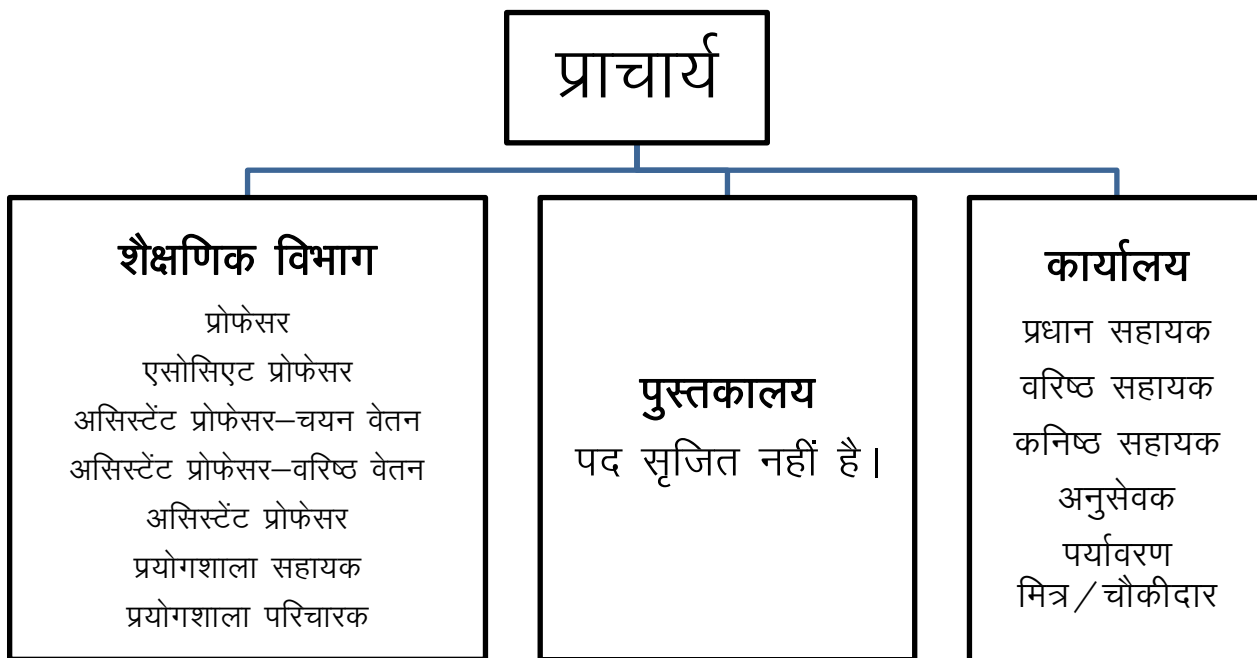 प्राचार्य
शैक्षणिक विभाग
प्रोफेसर
एसोसिएट प्रोफेसर
असिस्टेंट प्रोफेसर–चयन वेतन
असिस्टेंट प्रोफेसर–वरिष्ठ वेतन
असिस्टेंट प्रोफेसर
प्रयोगशाला सहायक
प्रयोगशाला परिचारक
पुस्तकालय
पद सृजित नहीं है।
कार्यालय
प्रधान सहायक
वरिष्ठ सहायक
कनिष्ठ सहायक
अनुसेवक
पर्यावरण
मित्र/चौकीदार